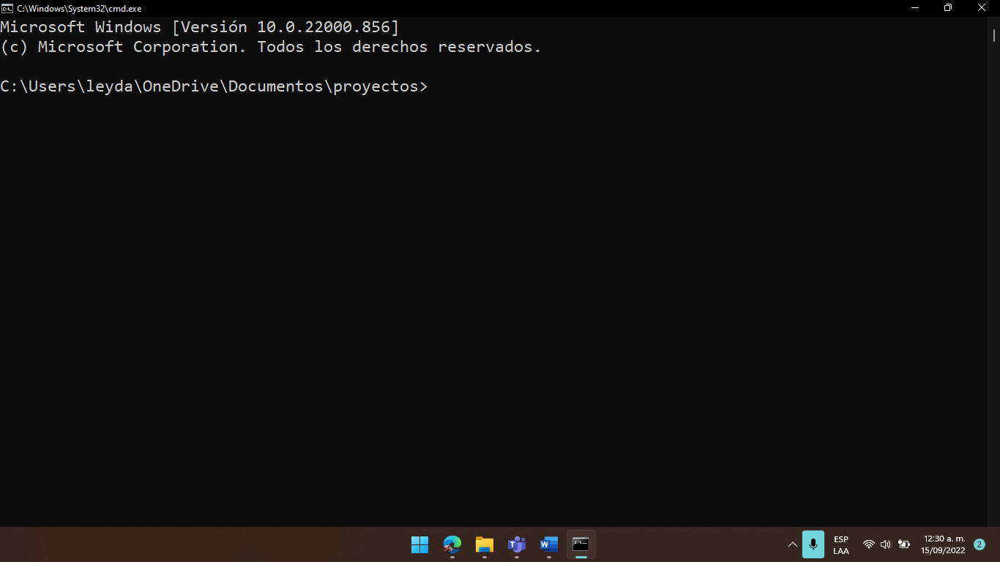 C:\Windows\System32\cmd.exe
Microsoft Windows [Versión 10.0.22000.856]
(c) Microsoft Corporation. Todos los derechos reservados.
C:\Users\leyda\OneDrive\Documentos\proyectos>
ESP
LAA
12:30 a. m.
15/09/2022
2